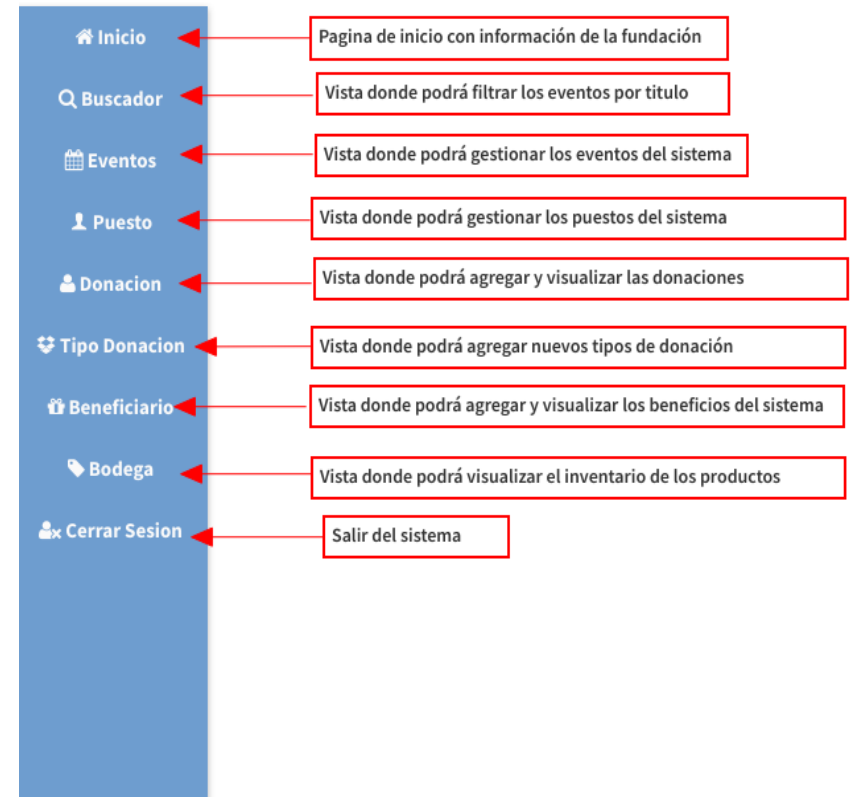 Inicio
Pagina de inicio con información de la fundación
Buscador
Vista donde podrá filtrar los eventos por titulo
Eventos
Vista donde podrá gestionar los eventos del sistema
Puesto
Vista donde podrá gestionar los puestos del sistema
Donacion
Vista donde podrá agregar y visualizar las donaciones
Tipo Donacion
Vista donde podrá agregar nuevos tipos de donación
Beneficiario
Vista donde podrá agregar y visualizar los beneficios del sistema
Bodega
Vista donde podrá visualizar el inventario de los productos
Cerrar Sesion
Salir del sistema